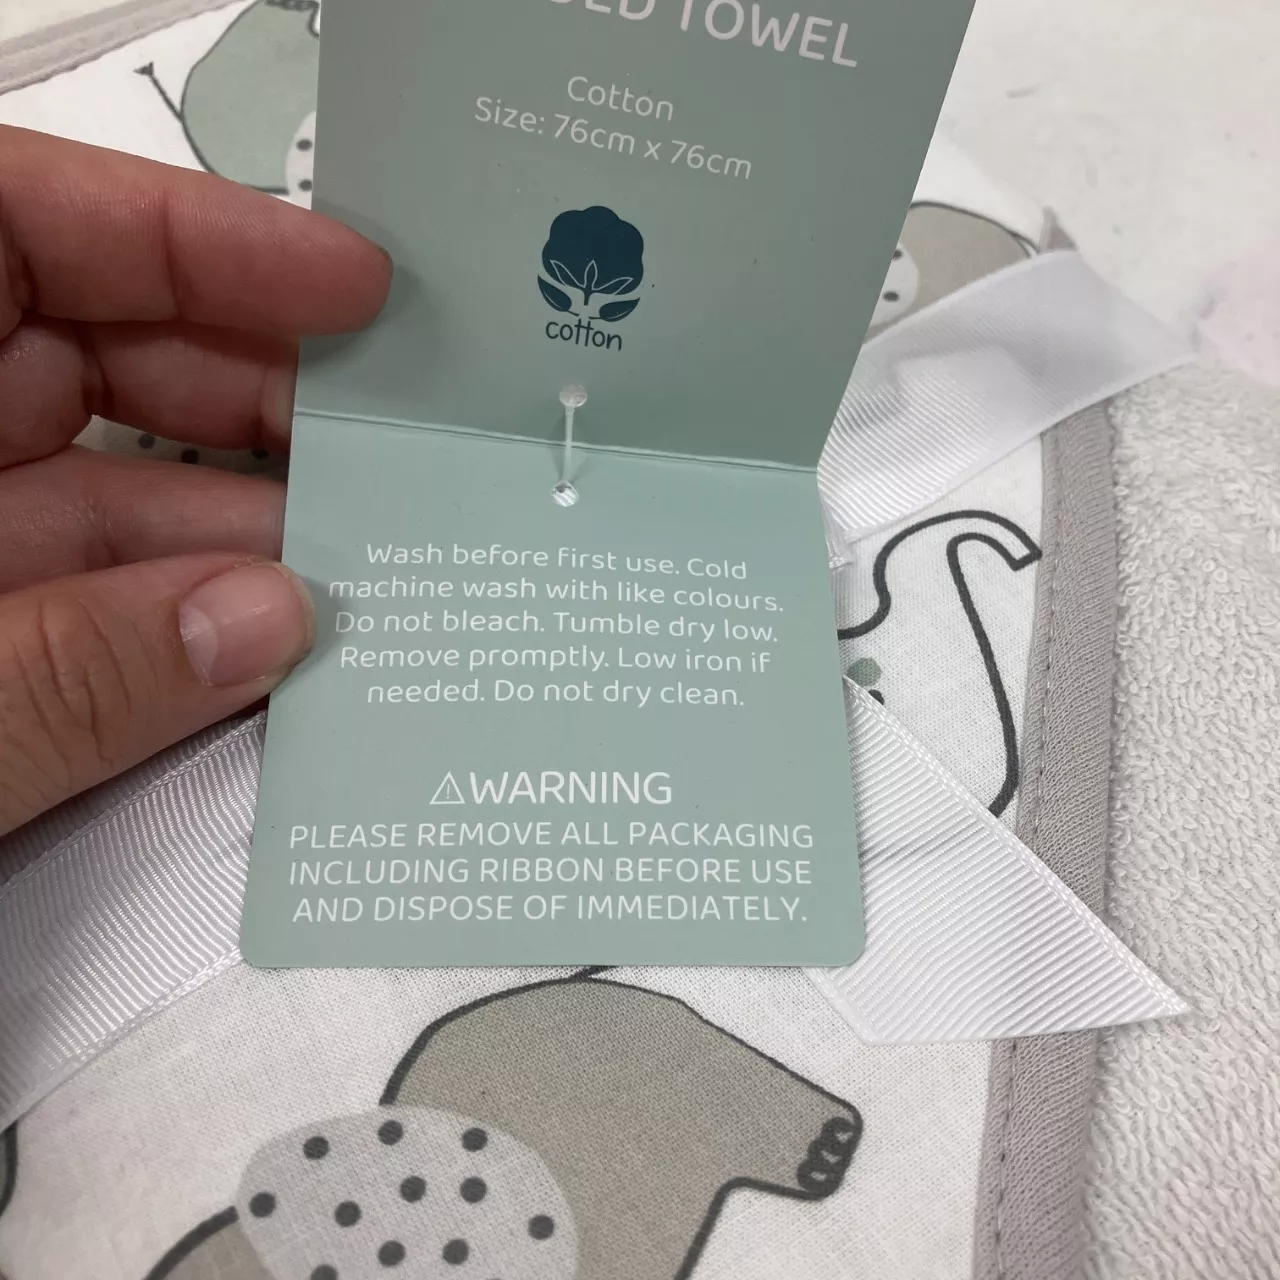 TOWEL
Cotton
Size: 76cm x 76cm
cotton
Wash before first use. Cold
machine wash with like colours.
Do not bleach. Tumble dry low.
Remove promptly. Low iron if
needed. Do not dry clean.
⚠WARNING
PLEASE REMOVE ALL PACKAGING
INCLUDING RIBBON BEFORE USE
AND DISPOSE OF IMMEDIATELY.